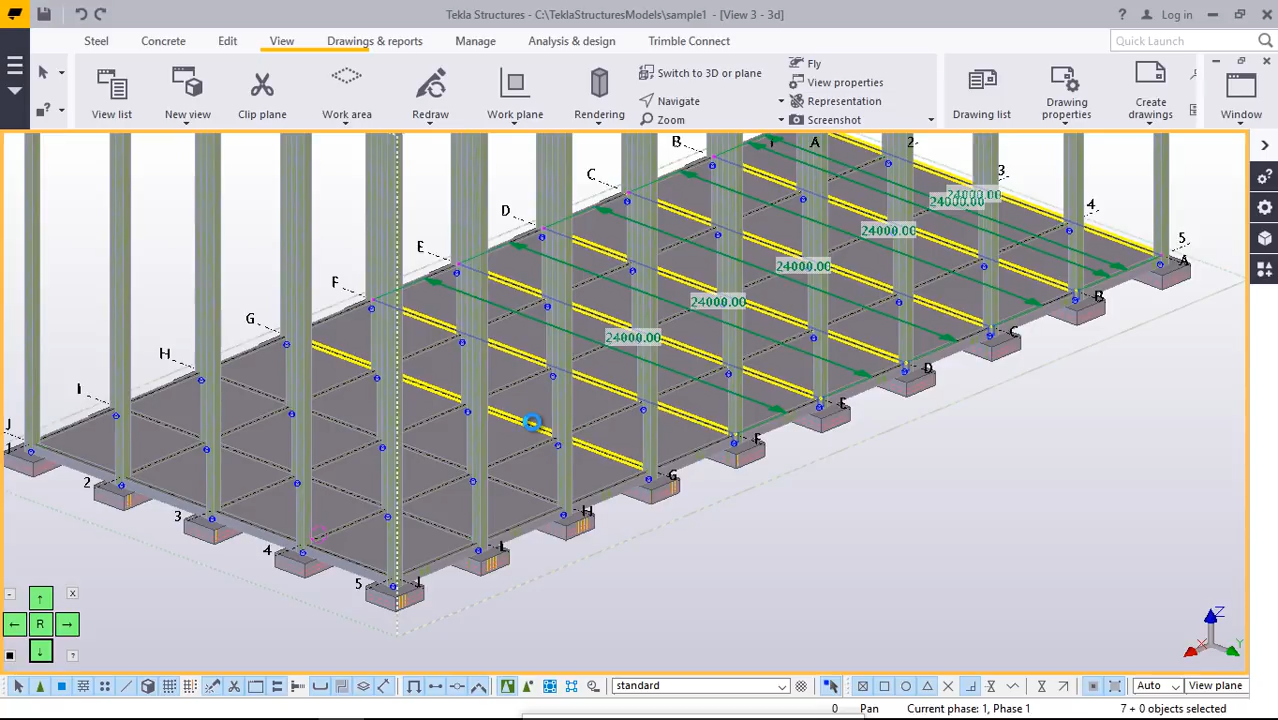 Tekla Structures - C:\TeklaStructuresModels\sample1 - [View 3 - 3d]
? Log in
Steel Concrete Edit View Drawings & reports Manage Analysis & design Trimble Connect
Quick Launch
View list
New view
Clip plane
Work area
Redraw
Work plane
Rendering
Switch to 3D or plane
Navigate
Zoom
Fly
View properties
Representation
Screenshot
Drawing list
Drawing properties
Create drawings
Window
B A 2
C 3
D 4
E 5
F
G
H
I
J
1
2
3
4
5
A
B
C
D
E
F
G
H
I
J
24000.00
24000.00
24000.00
24000.00
24000.00
24000.00
- X
R
?
Z
X
Y
standard
Auto
View plane
0 Pan Current phase: 1, Phase 1 7 + 0 objects selected